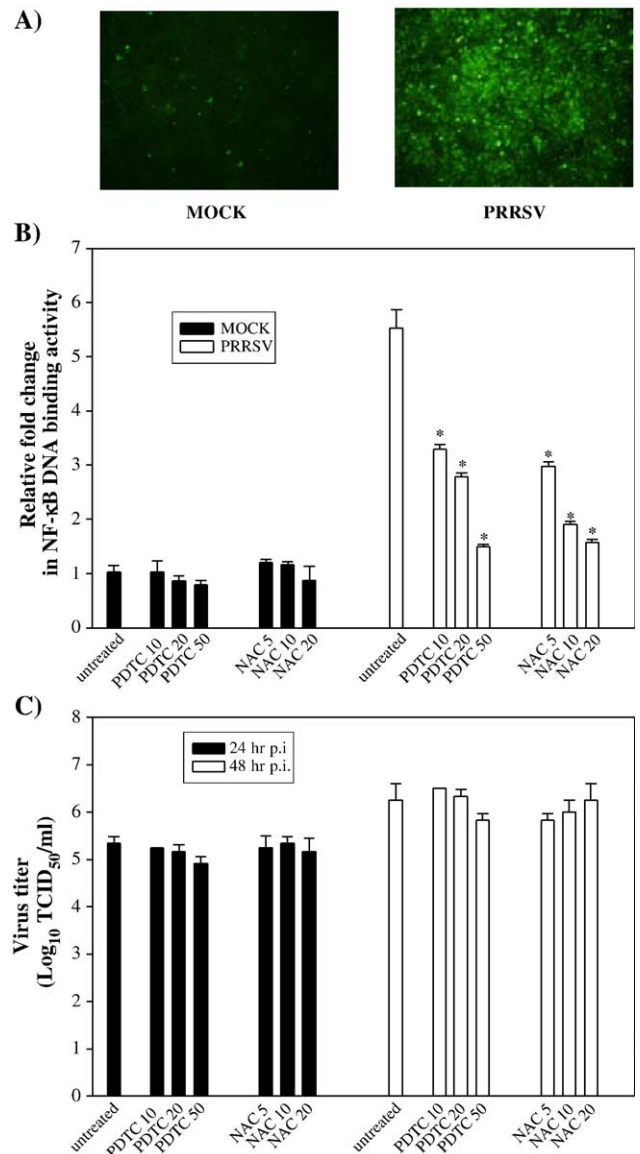 A)
MOCK
PRRSV
B)
Relative fold change
in NF-κB DNA binding activity
7
6
5
4
3
2
1
0
MOCK
PRRSV
*
*
*
*
*
*
untreated
PDTC 10
PDTC 20
PDTC 50
NAC 5
NAC 10
NAC 20
untreated
PDTC 10
PDTC 20
PDTC 50
NAC 5
NAC 10
NAC 20
C)
Virus titer
(Log10 TCID50/ml)
8
7
6
5
4
3
2
1
0
24 hr p.i
48 hr p.i.
untreated
PDTC 10
PDTC 20
PDTC 50
NAC 5
NAC 10
NAC 20
untreated
PDTC 10
PDTC 20
PDTC 50
NAC 5
NAC 10
NAC 20